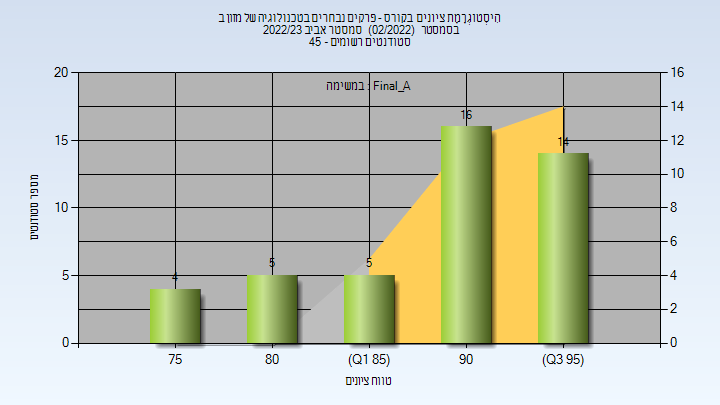 היסטוגרמת ציונים בקורס - פרקים נבחרים בטכנולוגיה של מזון ב
בסמסטר (02/2022) סמסטר אביב 2022/23
סטודנטים רשומים - 45
במשימה : Final_A
מספר סטודנטים
20
15
10
5
0
16
14
12
10
8
6
4
2
0
4
5
5
16
14
75
80
(Q1 85)
90
(Q3 95)
טווח ציונים